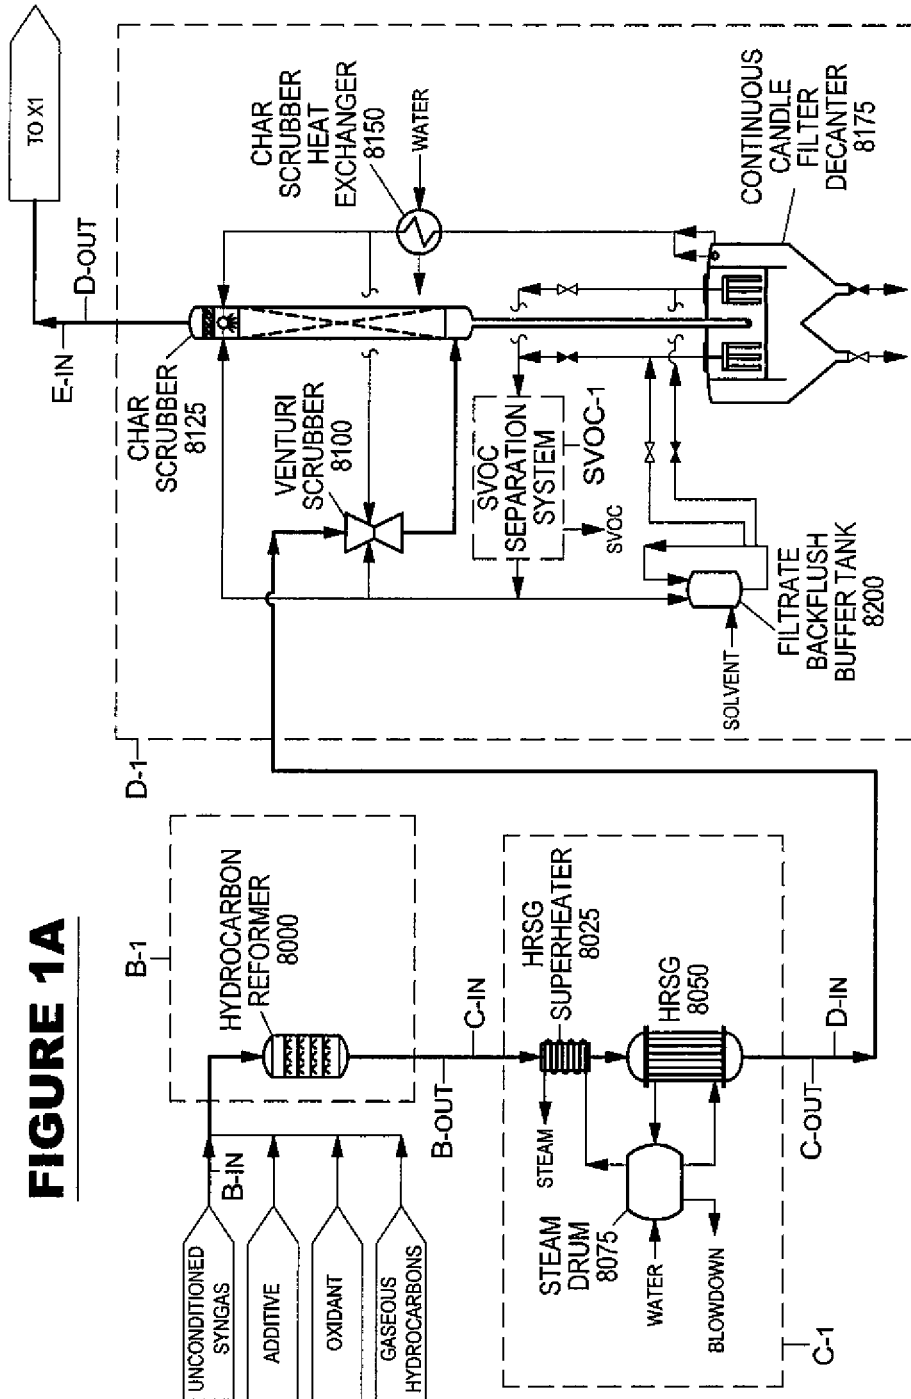 FIGURE 1A
UNCONDITIONED
SYNGAS
ADDITIVE
OXIDANT
GASEOUS
HYDROCARBONS
B-IN
B-1
HYDROCARBON
REFORMER
8000
B-OUT
C-IN
HRSG
SUPERHEATER
8025
STEAM
STEAM
DRUM
8075
WATER
BLOWDOWN
HRSG
8050
C-1
C-OUT
D-IN
D-1
TO X1
E-IN
D-OUT
CHAR
SCRUBBER
8125
VENTURI
SCRUBBER
8100
CHAR
SCRUBBER
HEAT
EXCHANGER
8150
WATER
SVOC
SEPARATION
SYSTEM
SVOC-1
SVOC
SOLVENT
FILTRATE
BACKFLUSH
BUFFER TANK
8200
CONTINUOUS
CANDLE
FILTER
DECANTER
8175